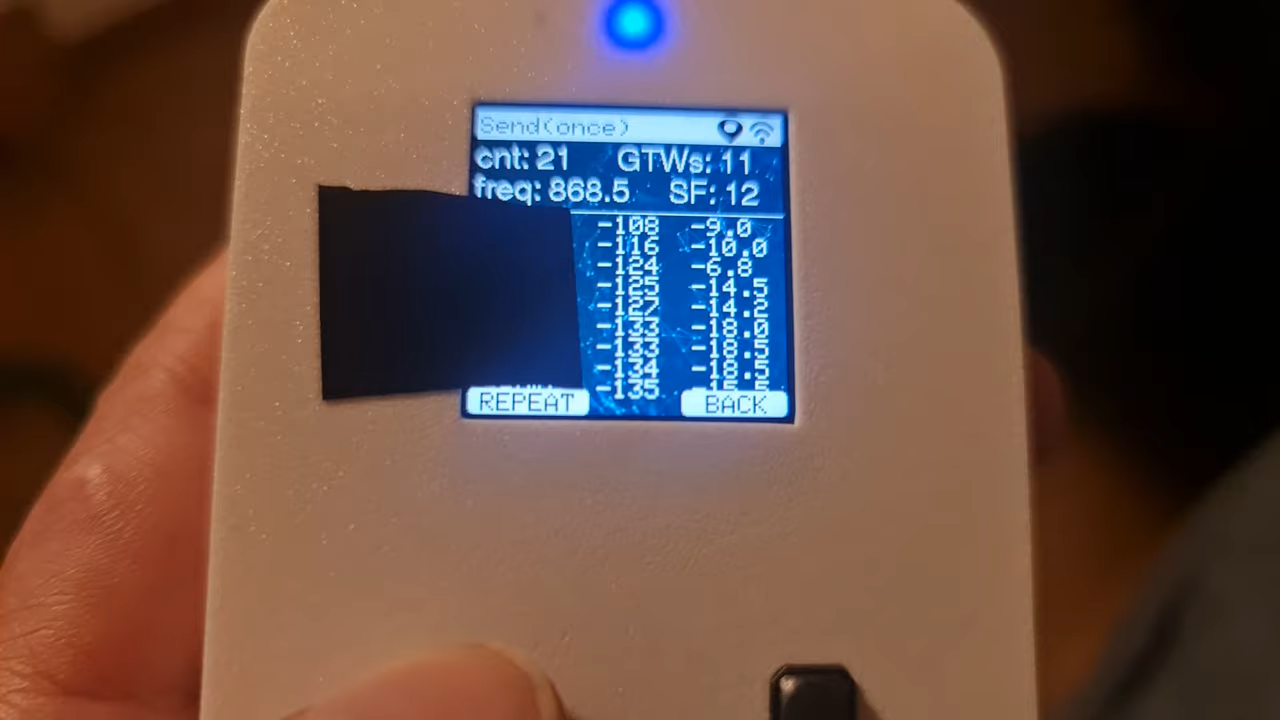 Send(once)
cnt: 21 GTWs: 11
freq: 868.5 SF: 12
-108 -9.0
-116 -10.0
-124 -6.8
-125 -14.5
-127 -14.2
-133 -18.0
-133 -18.5
-134 -18.5
-135 -15.5
REPEAT BACK